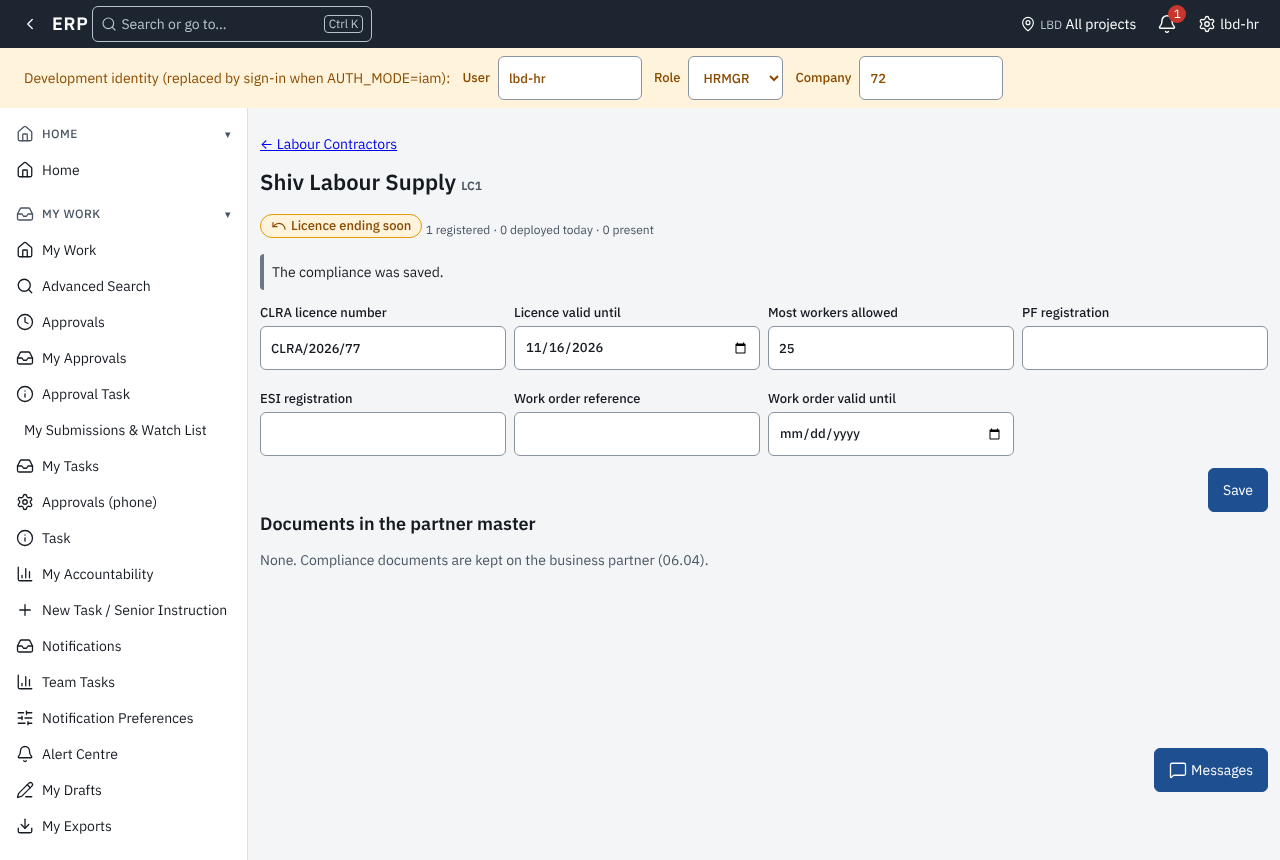 ERP Search or go to... Ctrl K LBD All projects 1 lbd-hr
Development identity (replaced by sign-in when AUTH_MODE=iam): User lbd-hr Role HRMGR Company 72
HOME
Home
MY WORK
My Work
Advanced Search
Approvals
My Approvals
Approval Task
My Submissions & Watch List
My Tasks
Approvals (phone)
Task
My Accountability
New Task / Senior Instruction
Notifications
Team Tasks
Notification Preferences
Alert Centre
My Drafts
My Exports
← Labour Contractors
Shiv Labour Supply LC1
Licence ending soon 1 registered · 0 deployed today · 0 present
The compliance was saved.
CLRA licence number Licence valid until Most workers allowed PF registration
CLRA/2026/77 11/16/2026 25
ESI registration Work order reference Work order valid until
mm/dd/yyyy
Save
Documents in the partner master
None. Compliance documents are kept on the business partner (06.04).
Messages